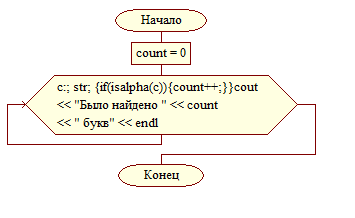 Начало
count = 0
c:; str; {if(isalpha(c)){count++;}}cout
<< "Было найдено " << count
<< " букв" << endl
Конец